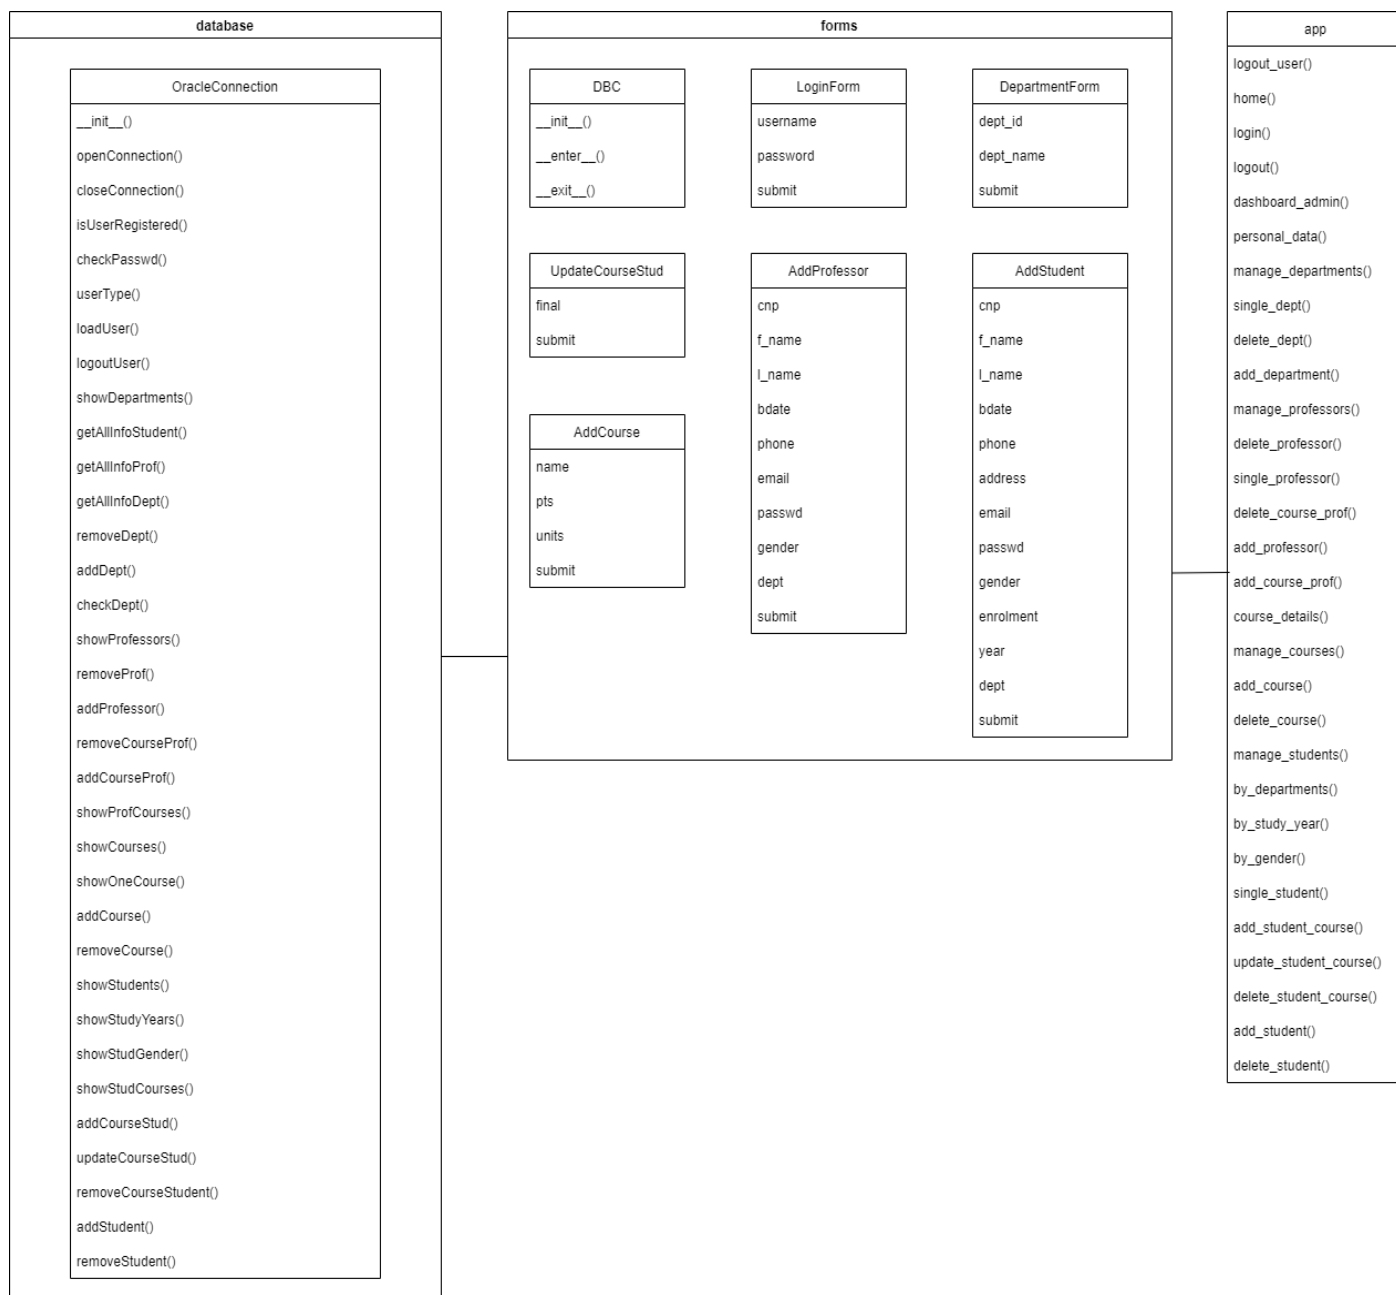 database
OracleConnection
__init__()
openConnection()
closeConnection()
isUserRegistered()
checkPasswd()
userType()
loadUser()
logoutUser()
showDepartments()
getAllInfoStudent()
getAllInfoProf()
getAllInfoDept()
removeDept()
addDept()
checkDept()
showProfessors()
removeProf()
addProfessor()
removeCourseProf()
addCourseProf()
showProfCourses()
showCourses()
showOneCourse()
addCourse()
removeCourse()
showStudents()
showStudyYears()
showStudGender()
showStudCourses()
addCourseStud()
updateCourseStud()
removeCourseStudent()
addStudent()
removeStudent()
forms
DBC
__init__()
__enter__()
__exit__()
LoginForm
username
password
submit
DepartmentForm
dept_id
dept_name
submit
UpdateCourseStud
final
submit
AddCourse
name
pts
units
submit
AddProfessor
cnp
f_name
l_name
bdate
phone
email
passwd
gender
dept
submit
AddStudent
cnp
f_name
l_name
bdate
phone
address
email
passwd
gender
enrolment
year
dept
submit
app
logout_user()
home()
login()
logout()
dashboard_admin()
personal_data()
manage_departments()
single_dept()
delete_dept()
add_department()
manage_professors()
delete_professor()
single_professor()
delete_course_prof()
add_professor()
add_course_prof()
course_details()
manage_courses()
add_course()
delete_course()
manage_students()
by_departments()
by_study_year()
by_gender()
single_student()
add_student_course()
update_student_course()
delete_student_course()
add_student()
delete_student()